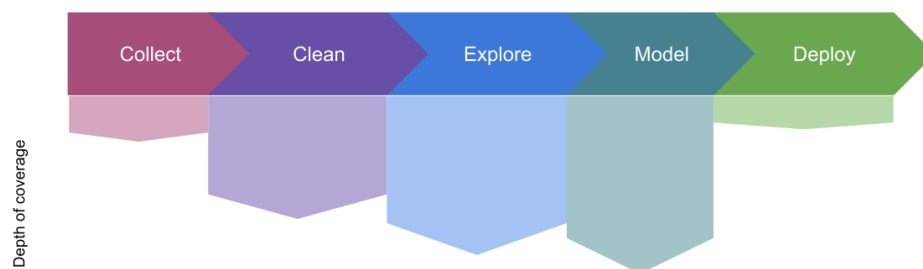 Collect
Clean
Explore
Model
Deploy
Depth of coverage